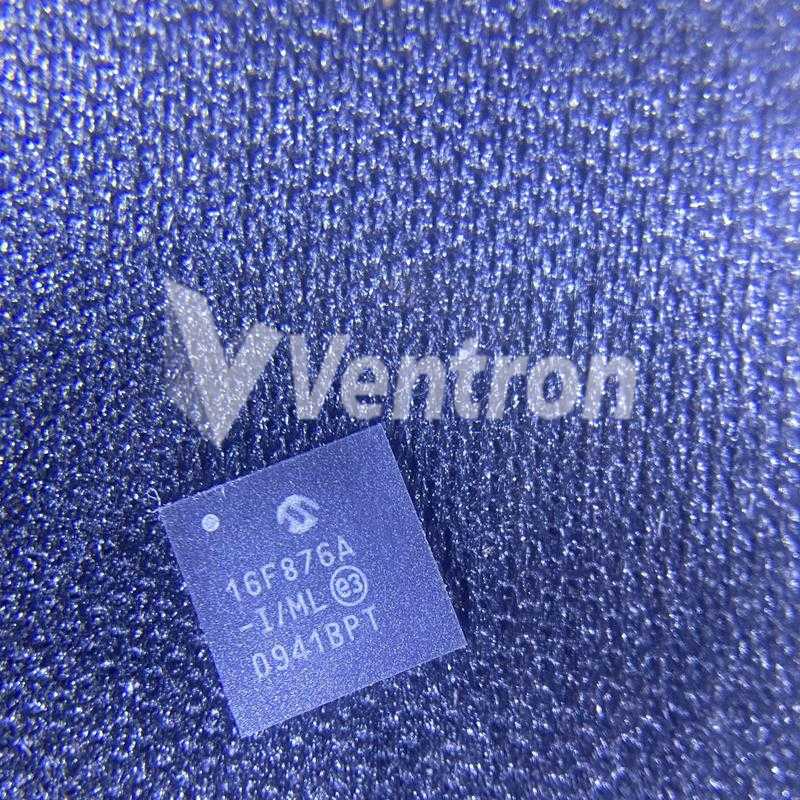 Ventron
16F876A
-I/ML e3
0941BPT